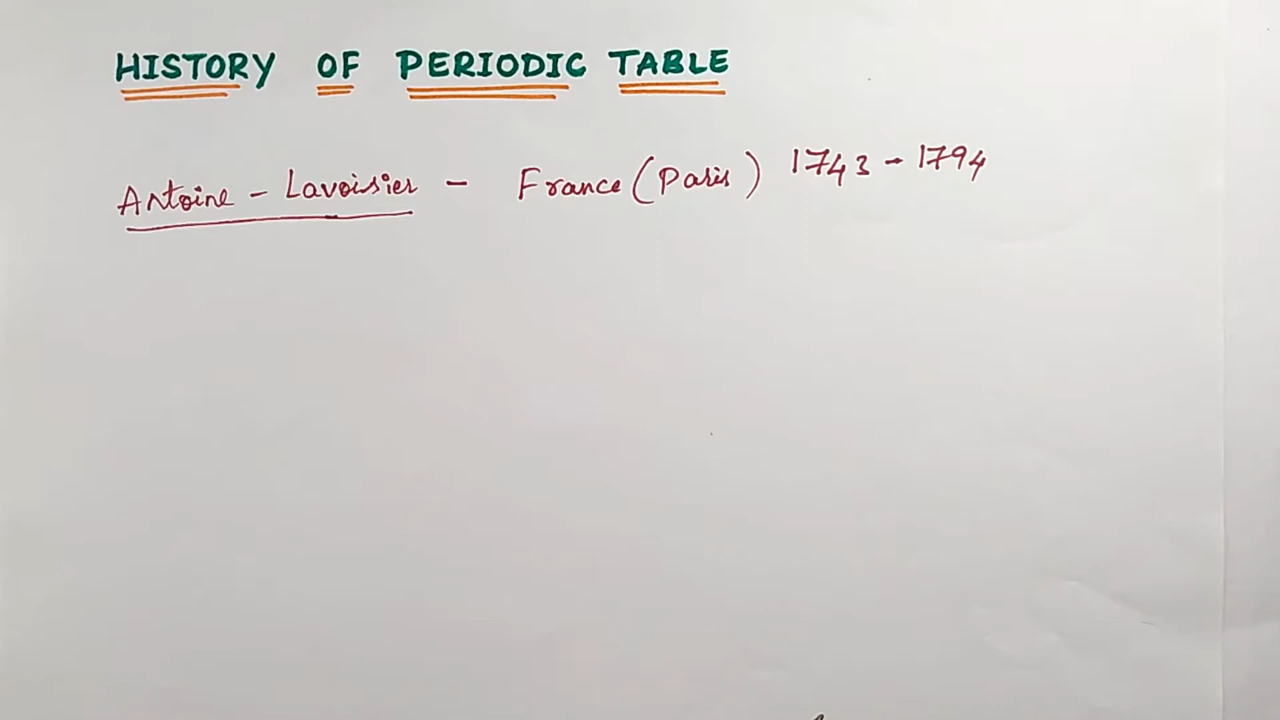 HISTORY OF PERIODIC TABLE
Antoine - Lavoisier - France (Paris) 1743 - 1794